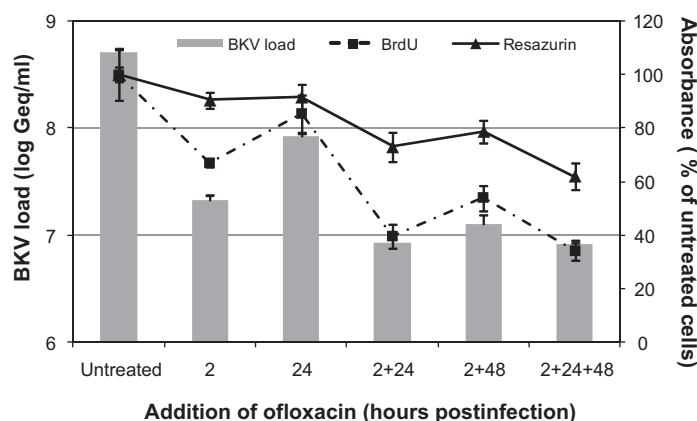 BKV load BrdU Resazurin
BKV load (log Geq/ml)
9
8
7
6
120
100
80
60
40
20
0
Absorbance ( % of untreated cells)
Untreated 2 24 2+24 2+48 2+24+48
Addition of ofloxacin (hours postinfection)